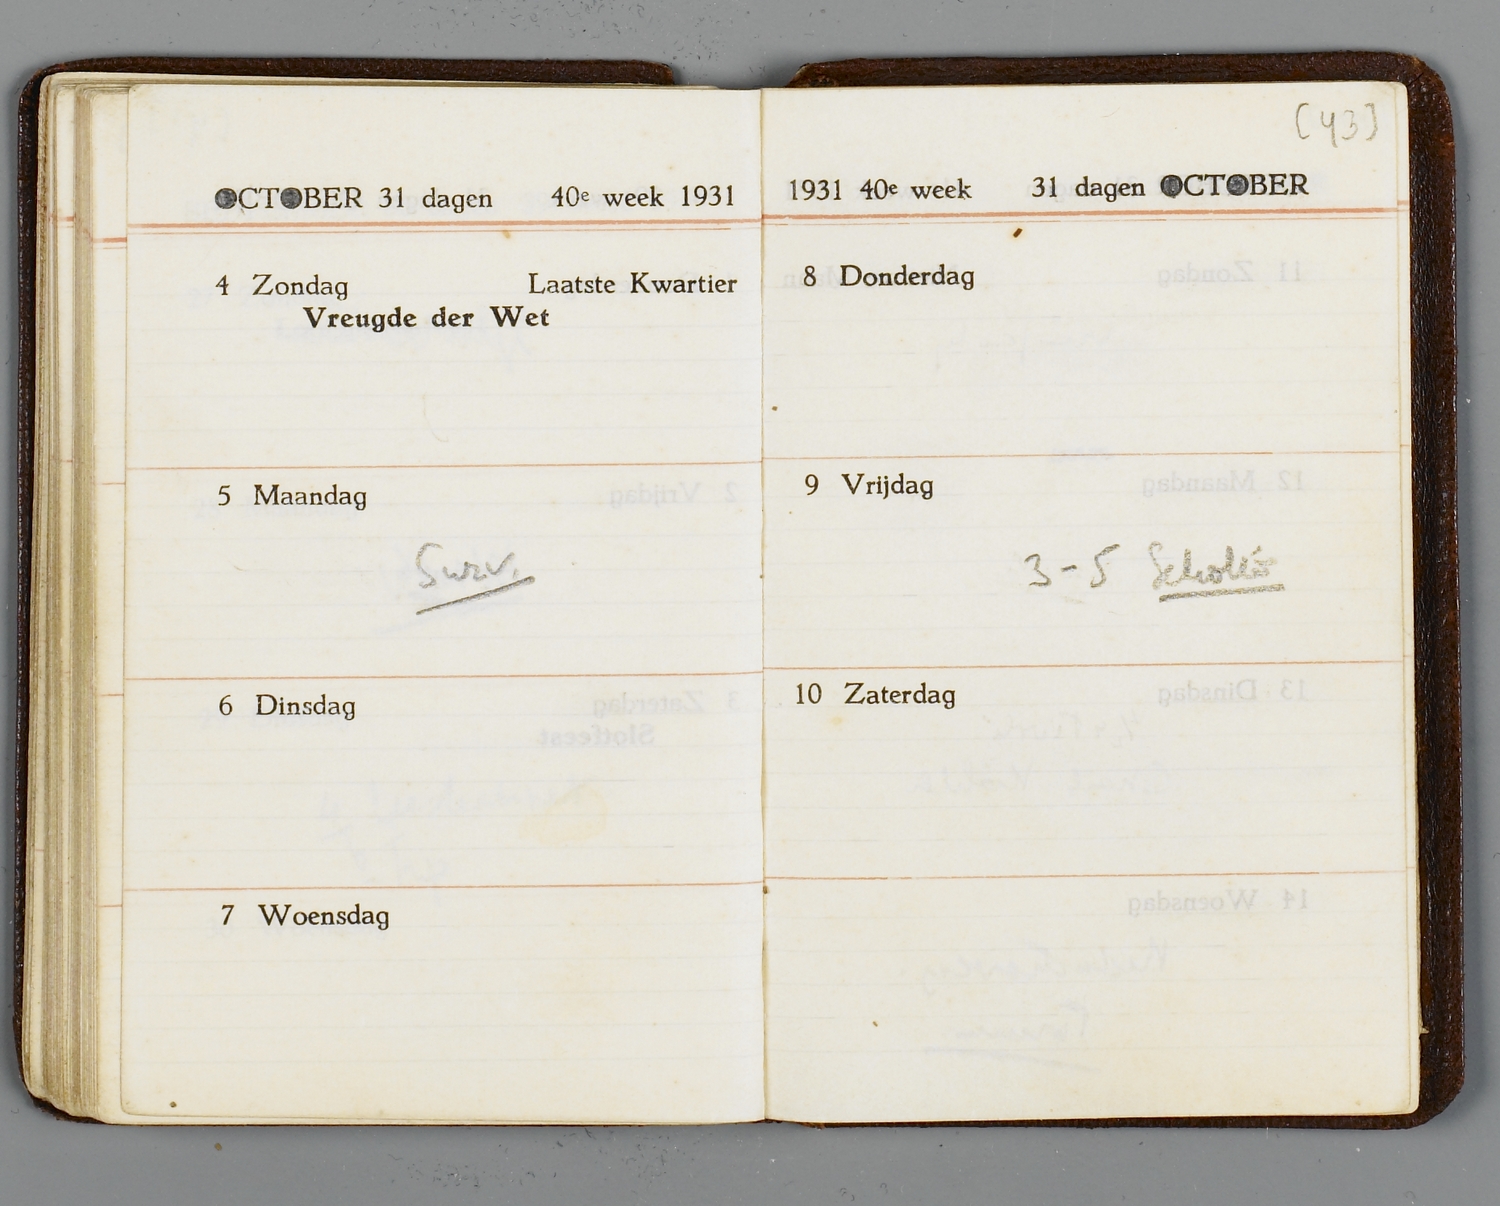 OCTOBER 31 dagen 40e week 1931
4 Zondag Laatste Kwartier
Vreugde der Wet
5 Maandag
6 Dinsdag
7 Woensdag
[43]
1931 40e week 31 dagen OCTOBER
8 Donderdag
9 Vrijdag
3-5
10 Zaterdag